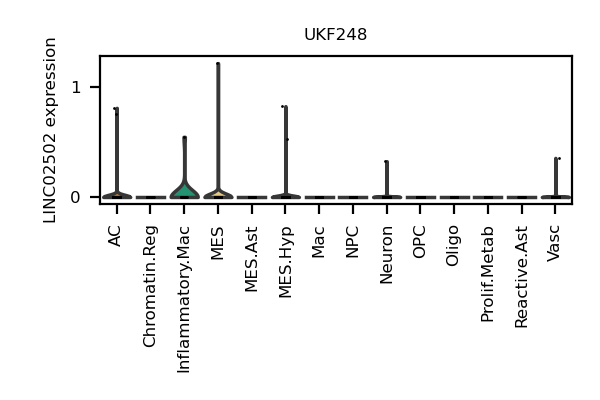 UKF248
LINC02502 expression
1
0
AC
Chromatin.Reg
Inflammatory.Mac
MES
MES.Ast
MES.Hyp
Mac
NPC
Neuron
OPC
Oligo
Prolif.Metab
Reactive.Ast
Vasc